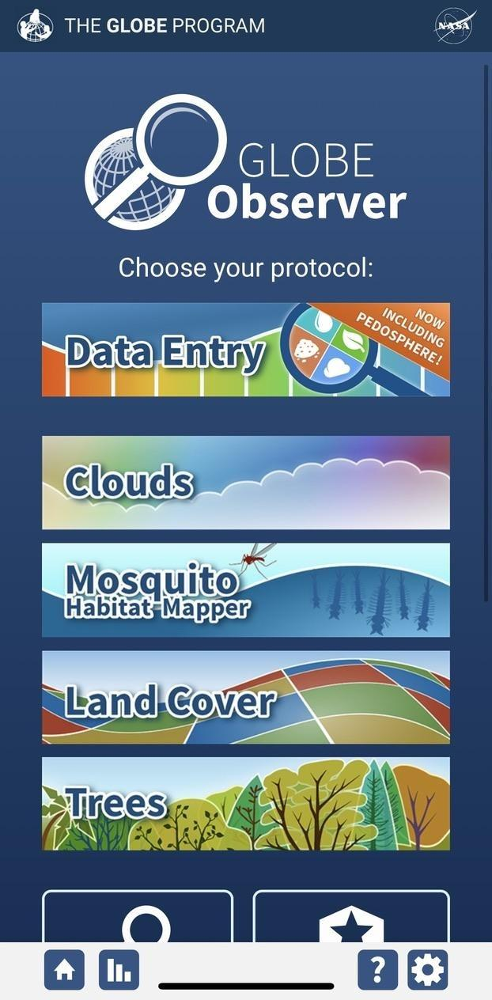 THE GLOBE PROGRAM
NASA
GLOBE
Observer
Choose your protocol:
Data Entry
NOW
INCLUDING
PEDOSPHERE!
Clouds
Mosquito
Habitat Mapper
Land Cover
Trees
?